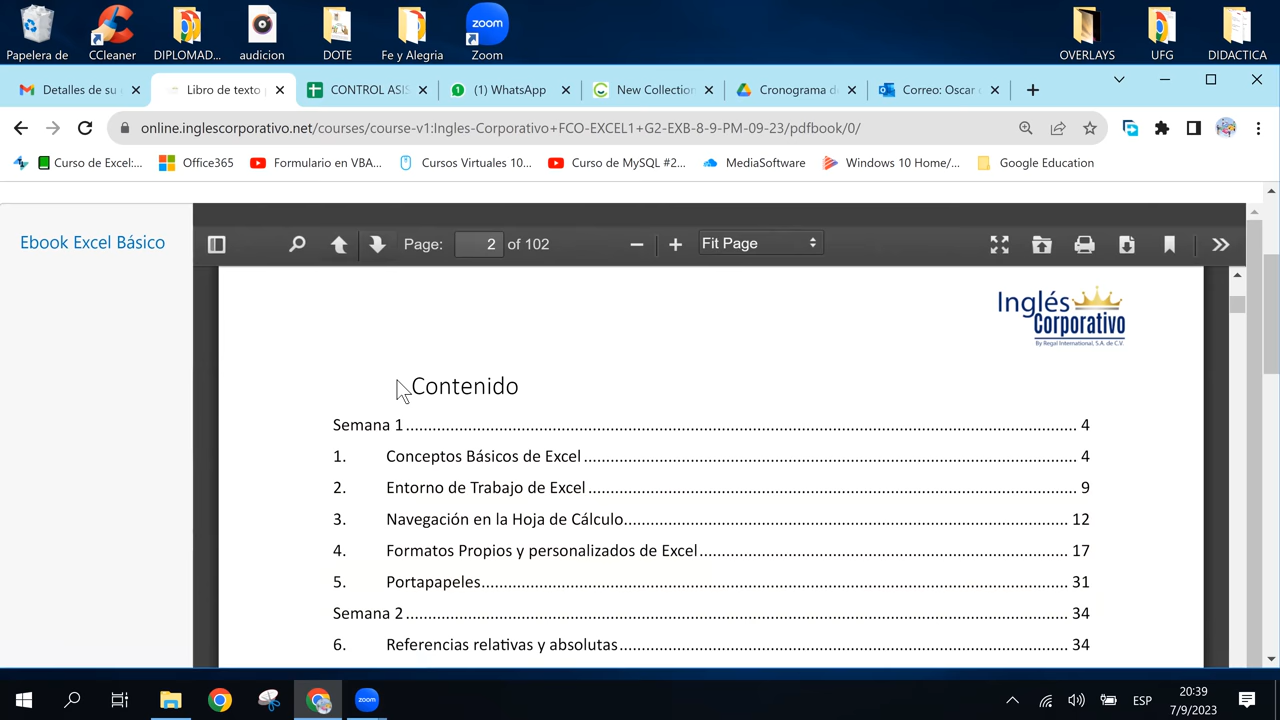 Papelera de
CCleaner
DIPLOMAD...
audicion
DOTE
Fe y Alegria
zoom
Zoom
OVERLAYS
UFG
DIDACTICA
Detalles de su
Libro de texto
CONTROL ASIS
(1) WhatsApp
New Collection
Cronograma d
Correo: Oscar
online.inglescorporativo.net/courses/course-v1:Ingles-Corporativo+FCO-EXCEL1+G2-EXB-8-9-PM-09-23/pdfbook/0/
Curso de Excel:...
Office365
Formulario en VBA...
Cursos Virtuales 10...
Curso de MySQL #2...
MediaSoftware
Windows 10 Home/...
Google Education
Ebook Excel Básico
Page: 2 of 102
Fit Page
Inglés
Corporativo
By Regal International, S.A. de C.V.
Contenido
Semana 1 4
1. Conceptos Básicos de Excel 4
2. Entorno de Trabajo de Excel 9
3. Navegación en la Hoja de Cálculo 12
4. Formatos Propios y personalizados de Excel 17
5. Portapapeles 31
Semana 2 34
6. Referencias relativas y absolutas 34
zoom
ESP
20:39
7/9/2023